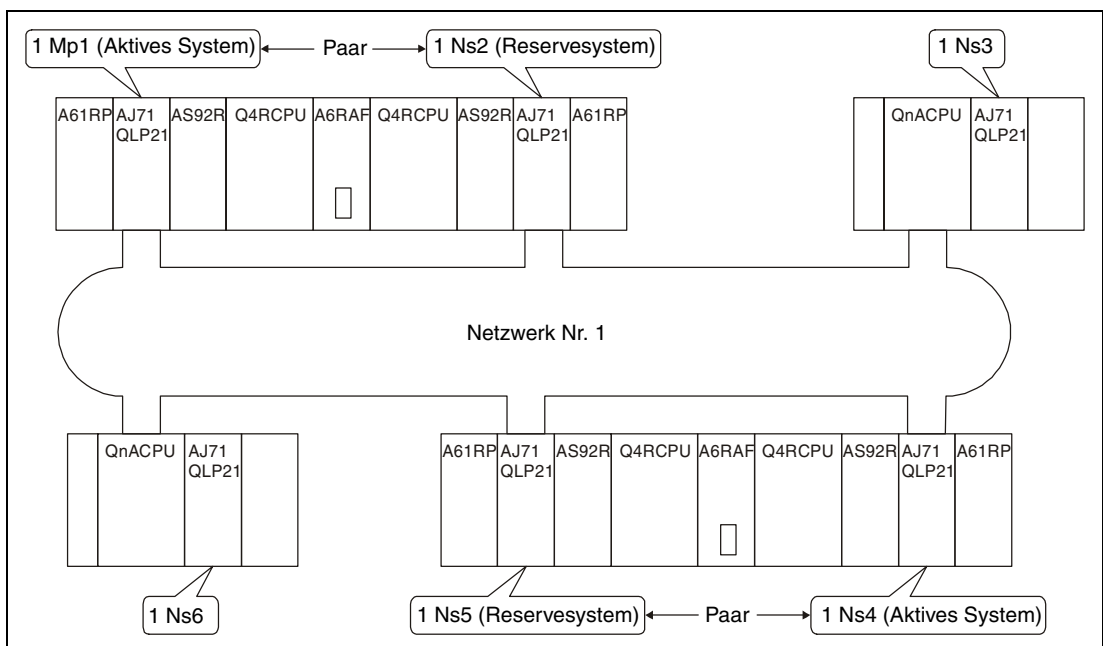 1 Mp1 (Aktives System)
Paar
1 Ns2 (Reservesystem)
1 Ns3
A61RP
AJ71
QLP21
AS92R
Q4RCPU
A6RAF
Q4RCPU
AS92R
AJ71
QLP21
A61RP
QnACPU
AJ71
QLP21
Netzwerk Nr. 1
QnACPU
AJ71
QLP21
A61RP
AJ71
QLP21
AS92R
Q4RCPU
A6RAF
Q4RCPU
AS92R
AJ71
QLP21
A61RP
1 Ns6
1 Ns5 (Reservesystem)
Paar
1 Ns4 (Aktives System)